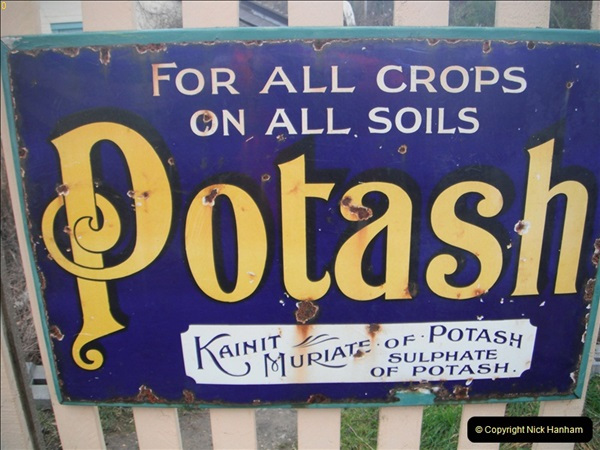 FOR ALL CROPS
ON ALL SOILS
Potash
KAINIT MURIATE OF POTASH
SULPHATE
OF POTASH.
© Copyright Nick Hanham